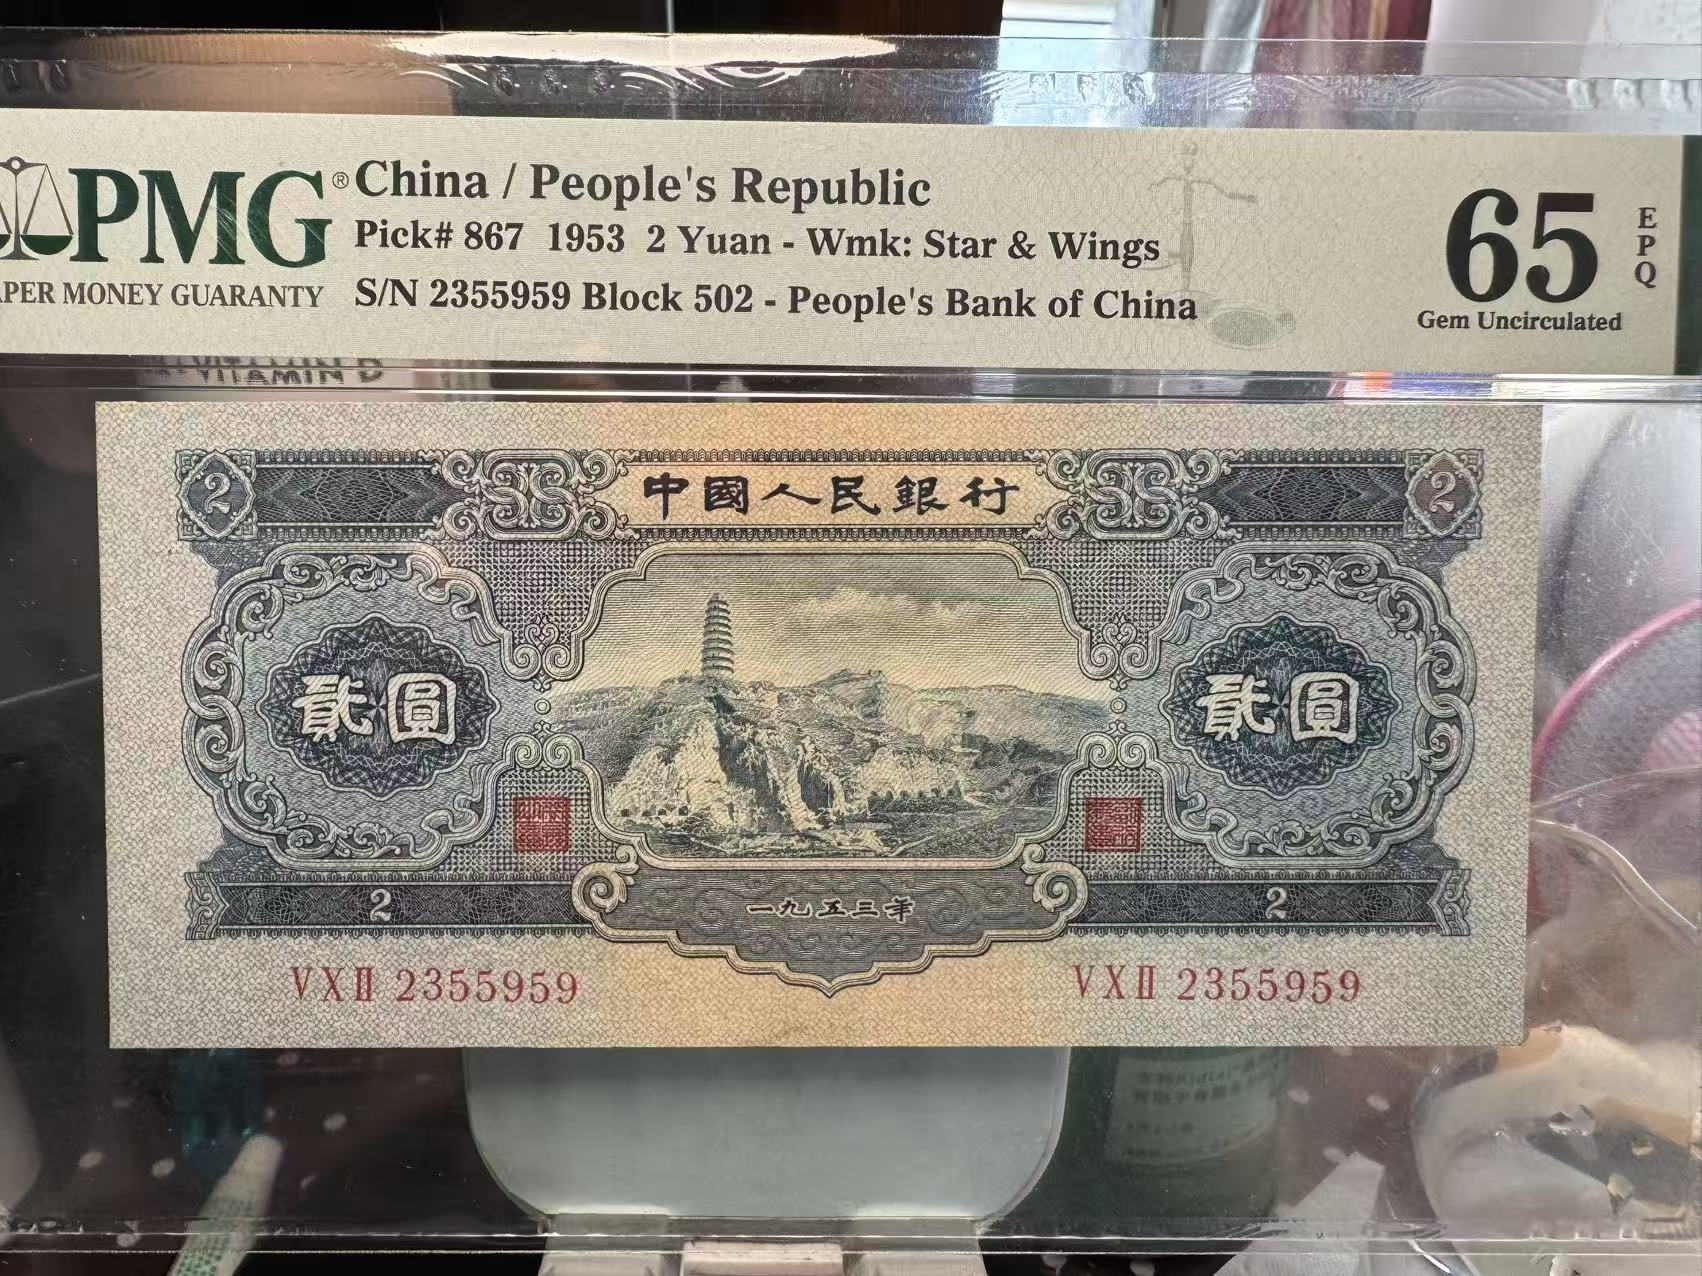 PMG® China / People's Republic
Pick# 867 1953 2 Yuan - Wmk: Star & Wings
PAPER MONEY GUARANTY S/N 2355959 Block 502 - People's Bank of China
65 EPQ
Gem Uncirculated
VITAMIN D
2 中國人民銀行 2
貳圓 貳圓
2 一九五三年 2
VXⅡ 2355959 VXⅡ 2355959